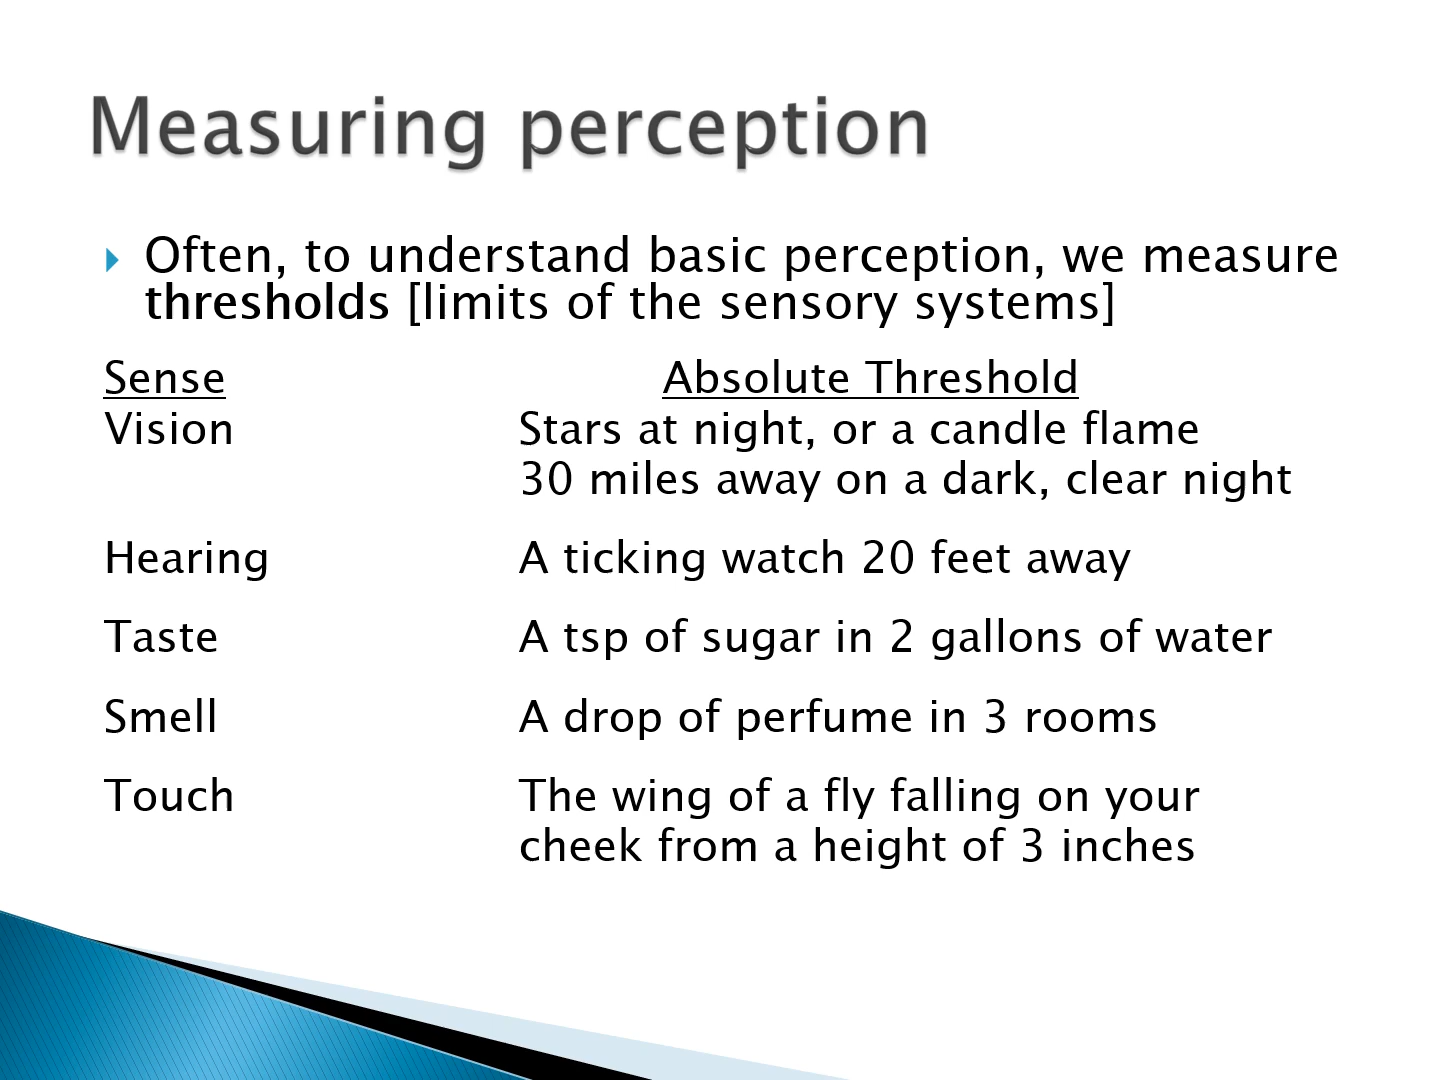 Measuring perception
Often, to understand basic perception, we measure
thresholds [limits of the sensory systems]
Sense Absolute Threshold
Vision Stars at night, or a candle flame
30 miles away on a dark, clear night
Hearing A ticking watch 20 feet away
Taste A tsp of sugar in 2 gallons of water
Smell A drop of perfume in 3 rooms
Touch The wing of a fly falling on your
cheek from a height of 3 inches